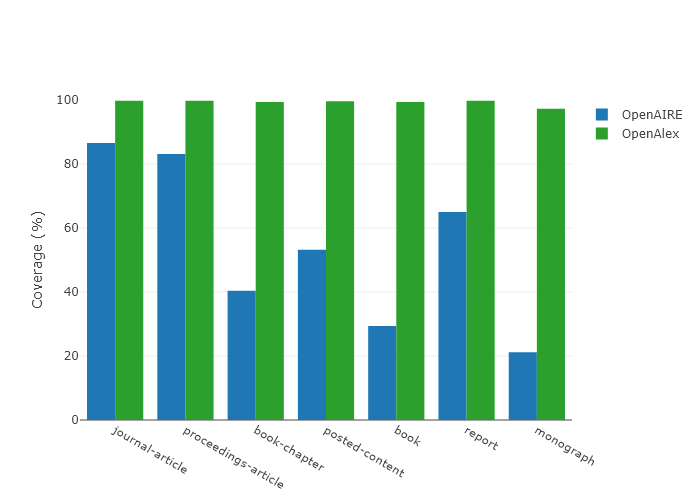 100
80
60
40
20
0
Coverage (%)
journal-article
proceedings-article
book-chapter
posted-content
book
report
monograph
OpenAIRE
OpenAlex